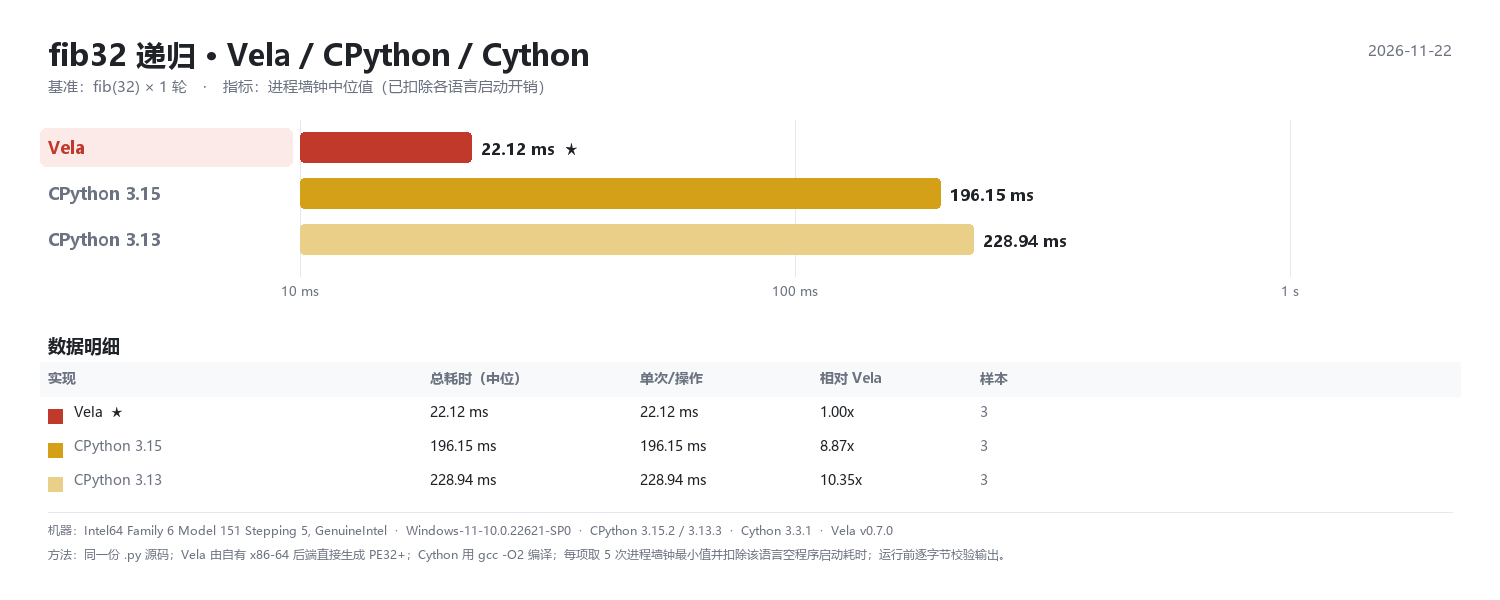 fib32 递归 • Vela / CPython / Cython
2026-11-22
基准：fib(32) × 1 轮 · 指标：进程墙钟中位值（已扣除各语言启动开销）
Vela
22.12 ms ★
CPython 3.15
196.15 ms
CPython 3.13
228.94 ms
10 ms
100 ms
1 s
数据明细
实现 总耗时（中位） 单次/操作 相对 Vela 样本
Vela ★ 22.12 ms 22.12 ms 1.00x 3
CPython 3.15 196.15 ms 196.15 ms 8.87x 3
CPython 3.13 228.94 ms 228.94 ms 10.35x 3
机器：Intel64 Family 6 Model 151 Stepping 5, GenuineIntel · Windows-11-10.0.22621-SP0 · CPython 3.15.2 / 3.13.3 · Cython 3.3.1 · Vela v0.7.0
方法：同一份 .py 源码；Vela 由自有 x86-64 后端直接生成 PE32+；Cython 用 gcc -O2 编译；每项取 5 次进程墙钟最小值并扣除该语言空程序启动耗时；运行前逐字节校验输出。